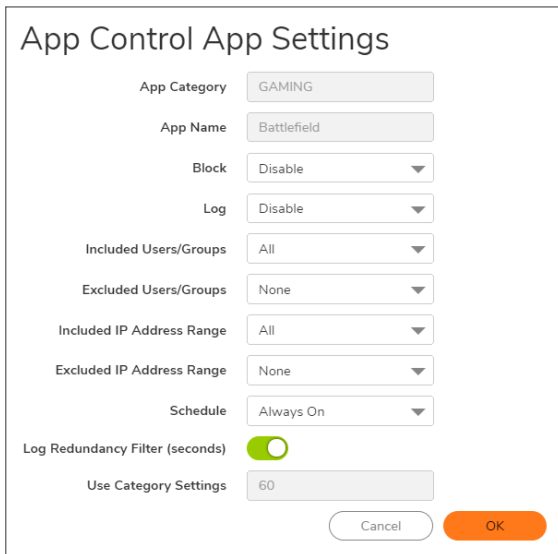 App Control App Settings
App Category GAMING
App Name Battlefield
Block Disable
Log Disable
Included Users/Groups All
Excluded Users/Groups None
Included IP Address Range All
Excluded IP Address Range None
Schedule Always On
Log Redundancy Filter (seconds)
Use Category Settings 60
Cancel OK